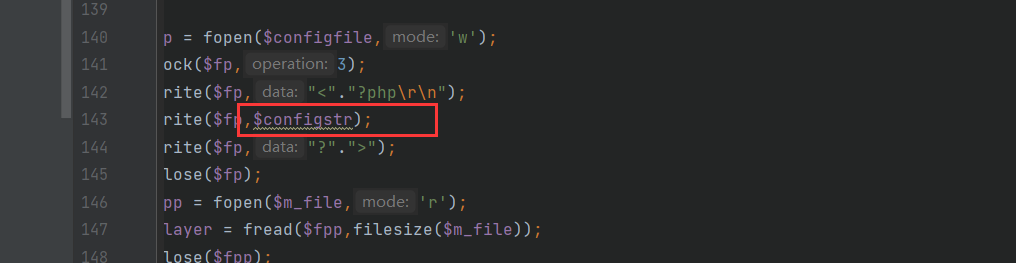 139
140 p = fopen($configfile, mode: 'w');
141 ock($fp, operation: 3);
142 rite($fp, data: "<"."?php\r\n");
143 rite($fp,$configstr);
144 rite($fp, data: "?".">");
145 lose($fp);
146 pp = fopen($m_file, mode: 'r');
147 layer = fread($fpp,filesize($m_file));
148 lose($fpp);